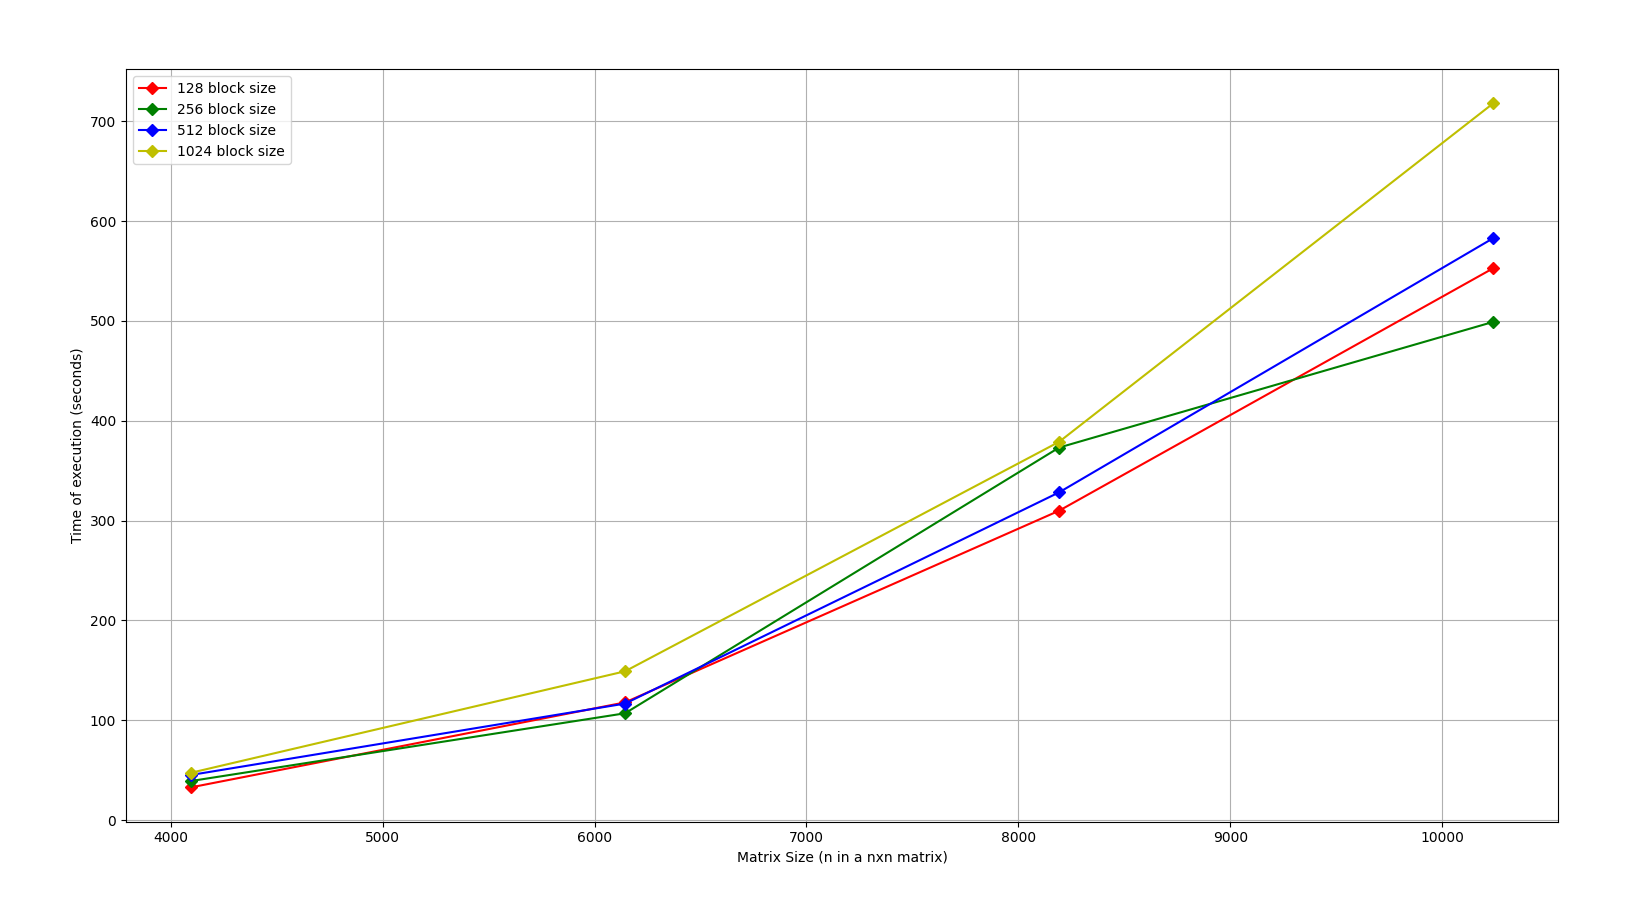 128 block size
256 block size
512 block size
1024 block size
700
600
500
400
300
200
100
0
Time of execution (seconds)
4000 5000 6000 7000 8000 9000 10000
Matrix Size (n in a nxn matrix)